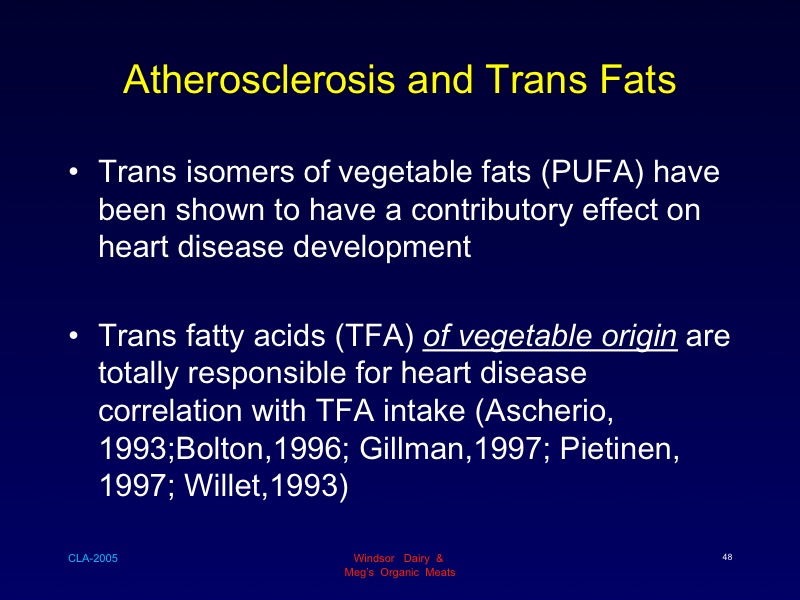 Atherosclerosis and Trans Fats
• Trans isomers of vegetable fats (PUFA) have
been shown to have a contributory effect on
heart disease development
• Trans fatty acids (TFA) of vegetable origin are
totally responsible for heart disease
correlation with TFA intake (Ascherio,
1993;Bolton,1996; Gillman,1997; Pietinen,
1997; Willet,1993)
CLA-2005
Windsor Dairy &
Meg's Organic Meats
48